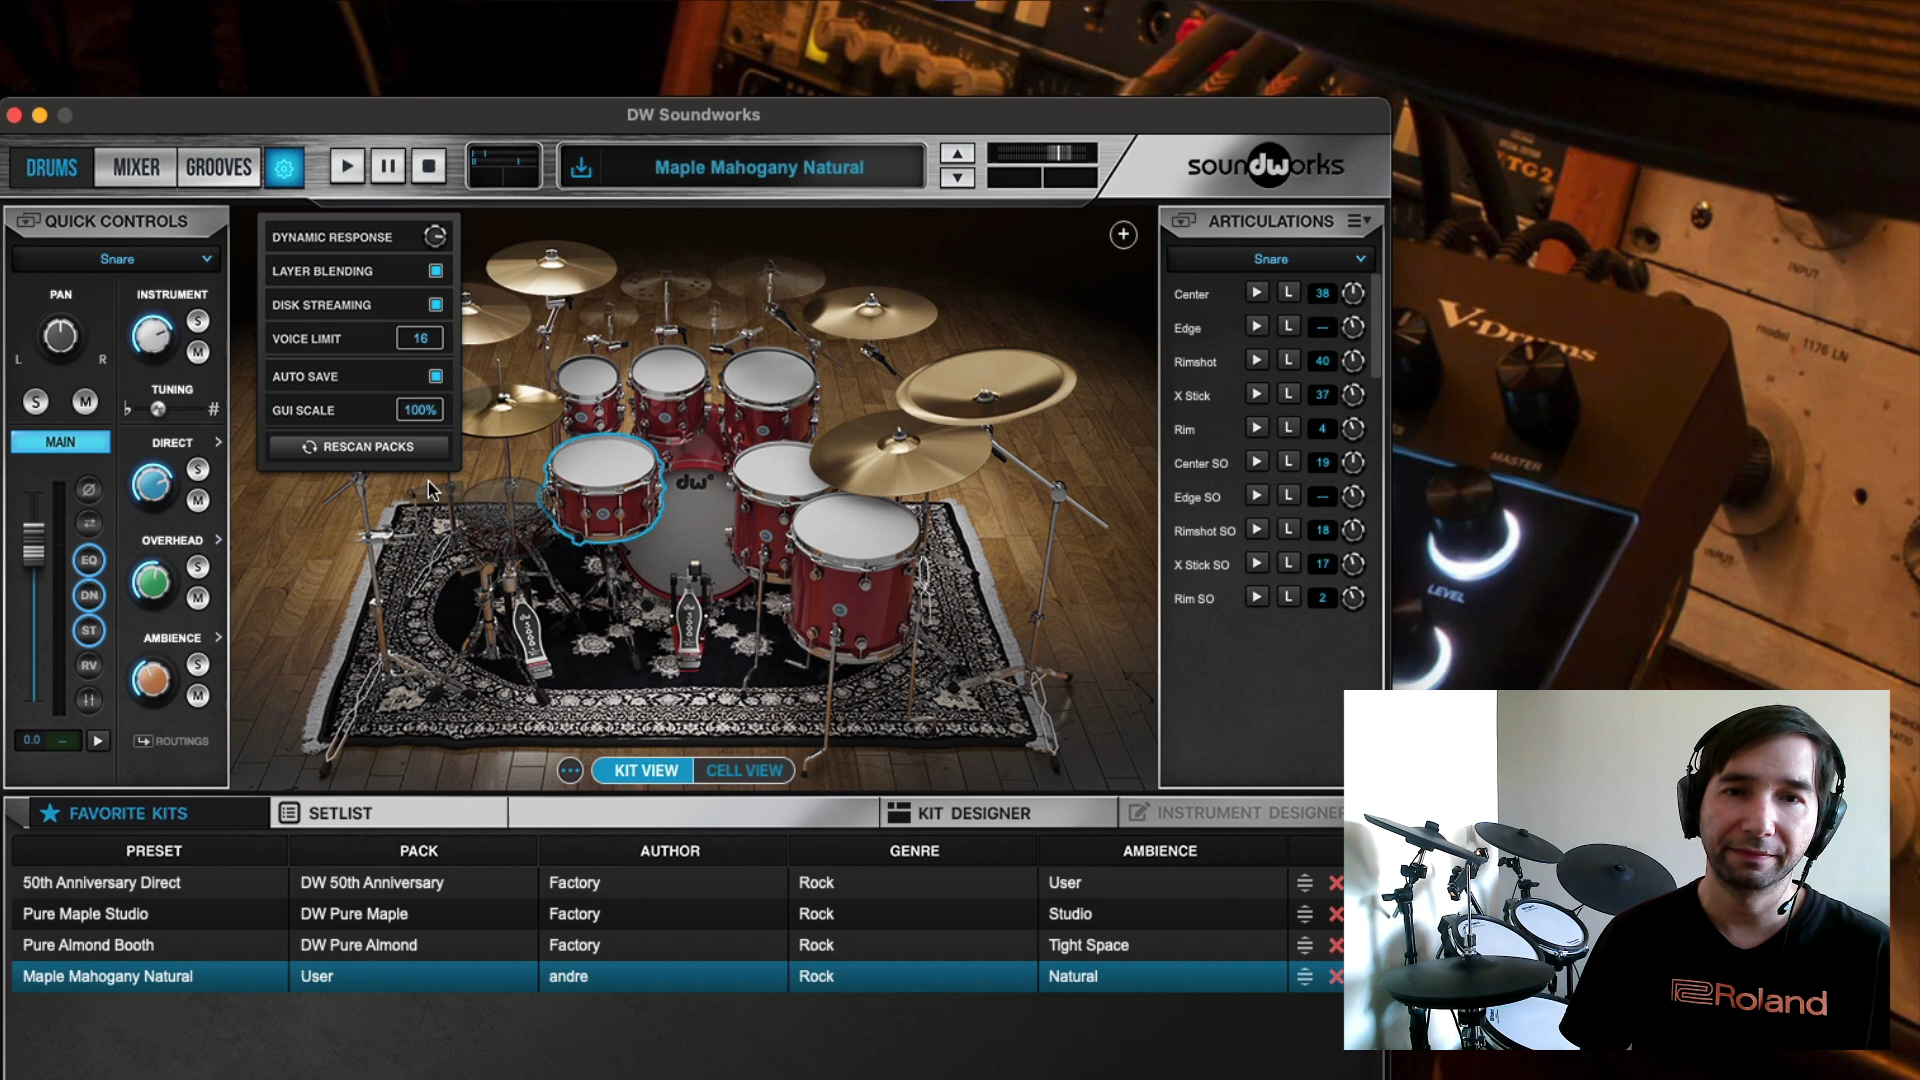 DW Soundworks
DRUMS
MIXER
GROOVES
Maple Mahogany Natural
soundworks
QUICK CONTROLS
Snare
PAN
L
R
S
M
MAIN
EQ
DN
ST
RV
0.0
--
INSTRUMENT
S
M
TUNING
♭
#
DIRECT
S
M
OVERHEAD
S
M
AMBIENCE
S
M
ROUTINGS
DYNAMIC RESPONSE
LAYER BLENDING
DISK STREAMING
VOICE LIMIT 16
AUTO SAVE
GUI SCALE 100%
RESCAN PACKS
dw
KIT VIEW
CELL VIEW
ARTICULATIONS
Snare
Center L 38
Edge L ---
Rimshot L 40
X Stick L 37
Rim L 4
Center SO L 19
Edge SO L ---
Rimshot SO L 18
X Stick SO L 17
Rim SO L 2
FAVORITE KITS
SETLIST
KIT DESIGNER
INSTRUMENT DESIGNER
PRESET PACK AUTHOR GENRE AMBIENCE
50th Anniversary Direct DW 50th Anniversary Factory Rock User
Pure Maple Studio DW Pure Maple Factory Rock Studio
Pure Almond Booth DW Pure Almond Factory Rock Tight Space
Maple Mahogany Natural User andre Rock Natural
V-Drums
MASTER
LEVEL
INPUT
model 1176 LN
INPUT
Roland